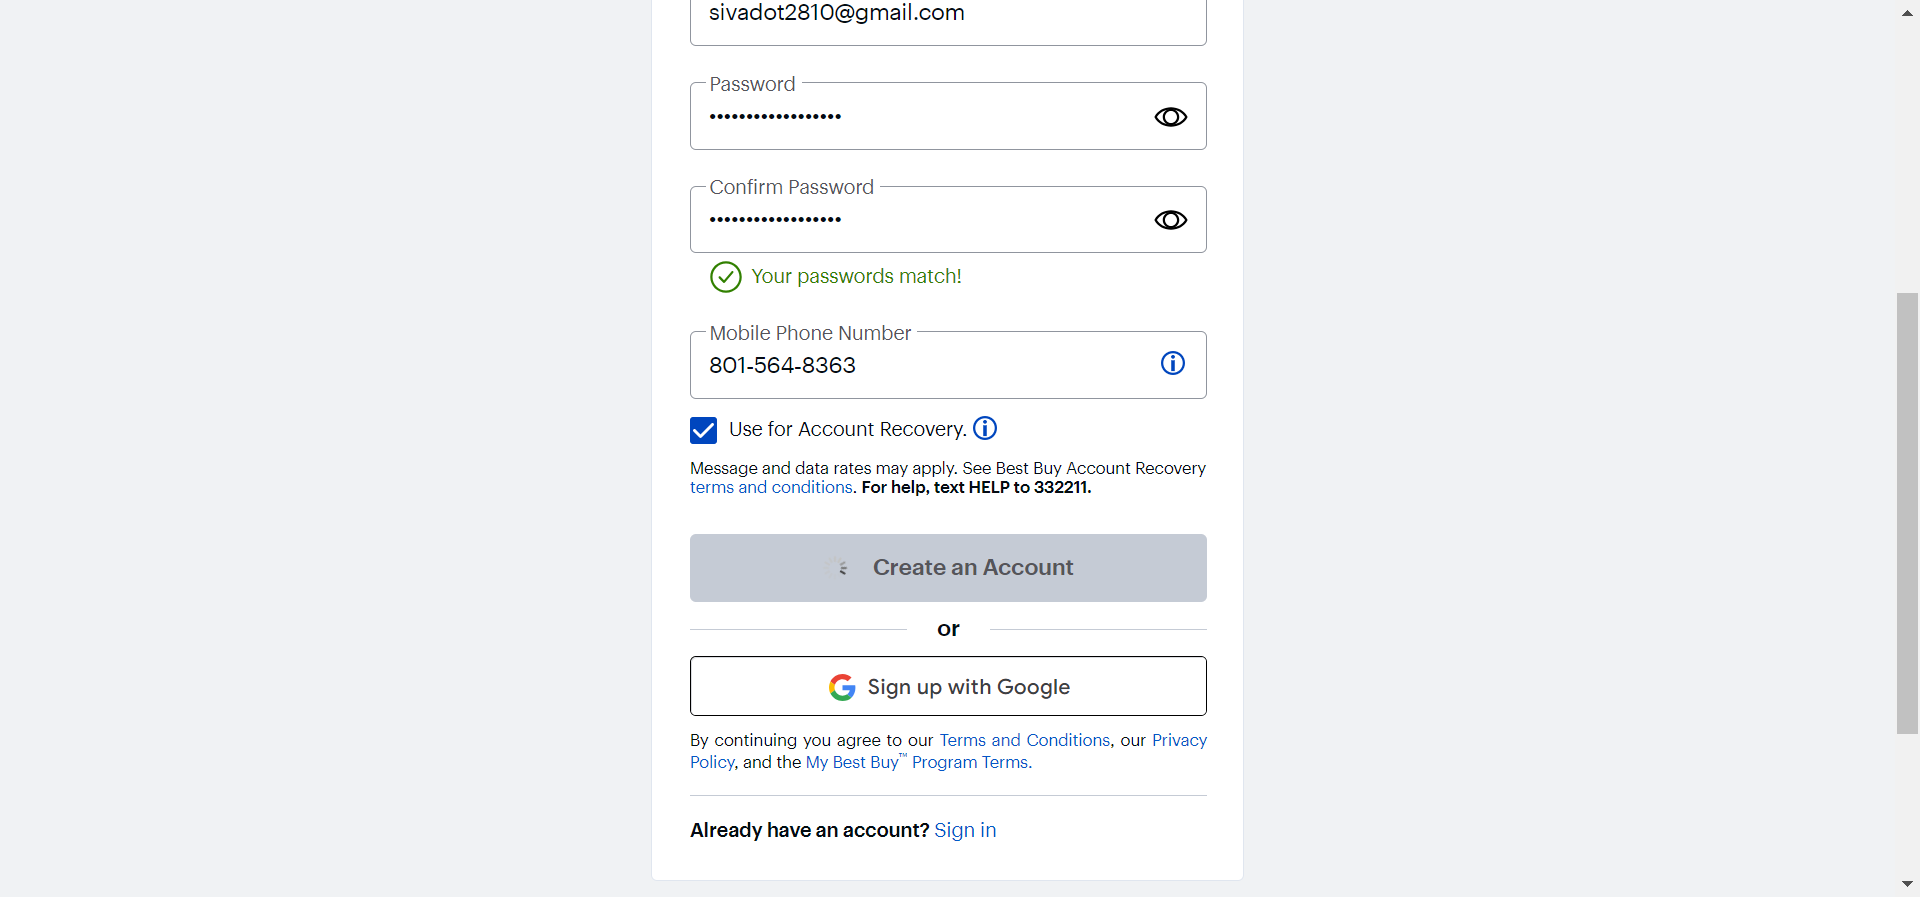 sivadot2810@gmail.com
Password
••••••••••••••••••
Confirm Password
••••••••••••••••••
Your passwords match!
Mobile Phone Number
801-564-8363
Use for Account Recovery.
Message and data rates may apply. See Best Buy Account Recovery
terms and conditions. For help, text HELP to 332211.
Create an Account
or
Sign up with Google
By continuing you agree to our Terms and Conditions, our Privacy
Policy, and the My Best Buy™ Program Terms.
Already have an account? Sign in